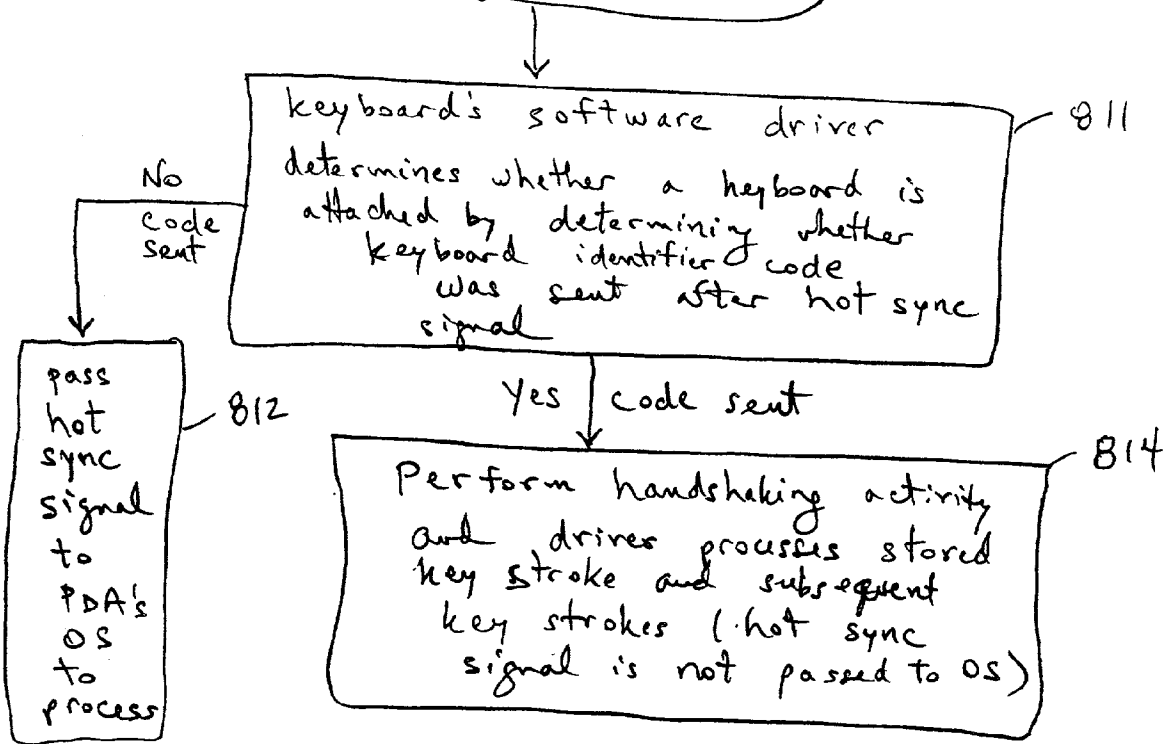 keyboard's software driver
811
determines whether a keyboard is
attached by determining whether
keyboard identifier code
was sent after hot sync
signal
No
code
sent
Yes code sent
pass
hot
sync
signal
to
PDA's
OS
to
process
812
Perform handshaking activity
814
and driver processes stored
key stroke and subsequent
key strokes (hot sync
signal is not passed to OS)